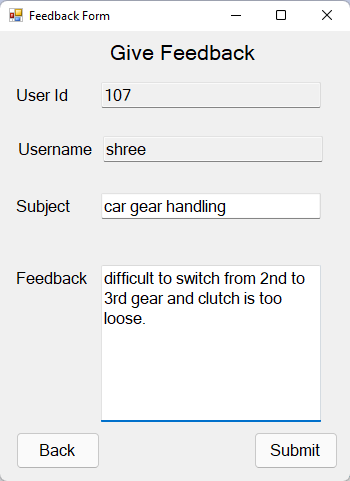 Feedback Form
Give Feedback
User Id 107
Username shree
Subject car gear handling
Feedback difficult to switch from 2nd to
3rd gear and clutch is too
loose.
Back Submit